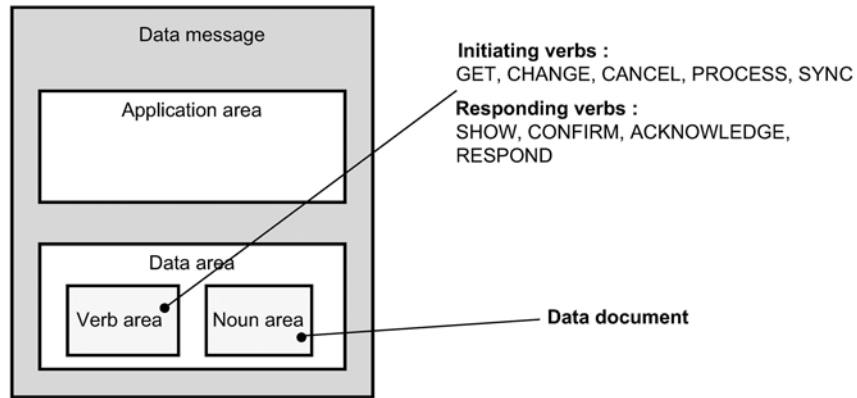 Data message
Application area
Data area
Verb area
Noun area
Initiating verbs :
GET, CHANGE, CANCEL, PROCESS, SYNC
Responding verbs :
SHOW, CONFIRM, ACKNOWLEDGE,
RESPOND
Data document